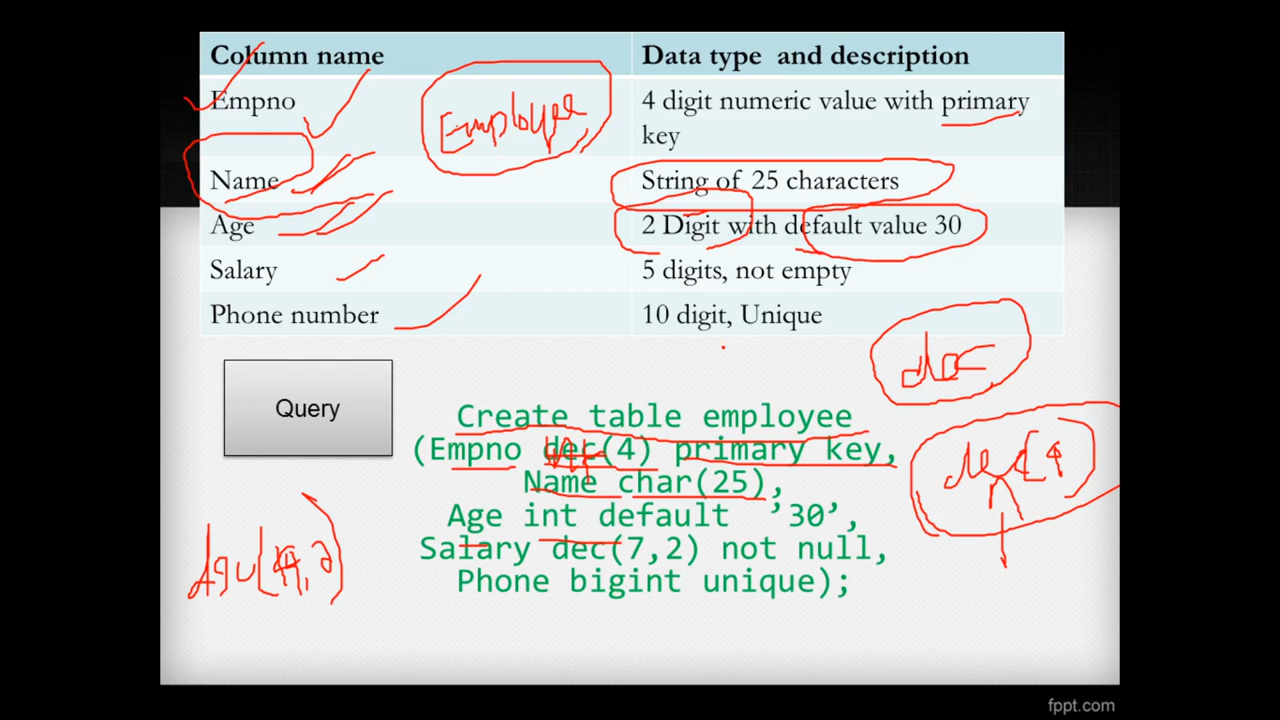 Column name Data type and description
Empno 4 digit numeric value with primary key
Employee
Name String of 25 characters
Age 2 Digit with default value 30
Salary 5 digits, not empty
Phone number 10 digit, Unique
Query
Create table employee
(Empno dec(4) primary key,
Name char(25),
Age int default ’30’,
Salary dec(7,2) not null,
Phone bigint unique);
fppt.com